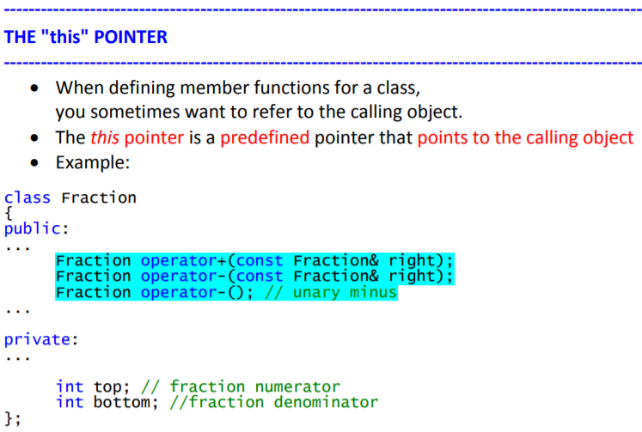 THE "this" POINTER
• When defining member functions for a class,
you sometimes want to refer to the calling object.
• The this pointer is a predefined pointer that points to the calling object
• Example:
class Fraction
{
public:
...
Fraction operator+(const Fraction& right);
Fraction operator-(const Fraction& right);
Fraction operator-(); // unary minus
...
private:
...
int top; // fraction numerator
int bottom; //fraction denominator
};